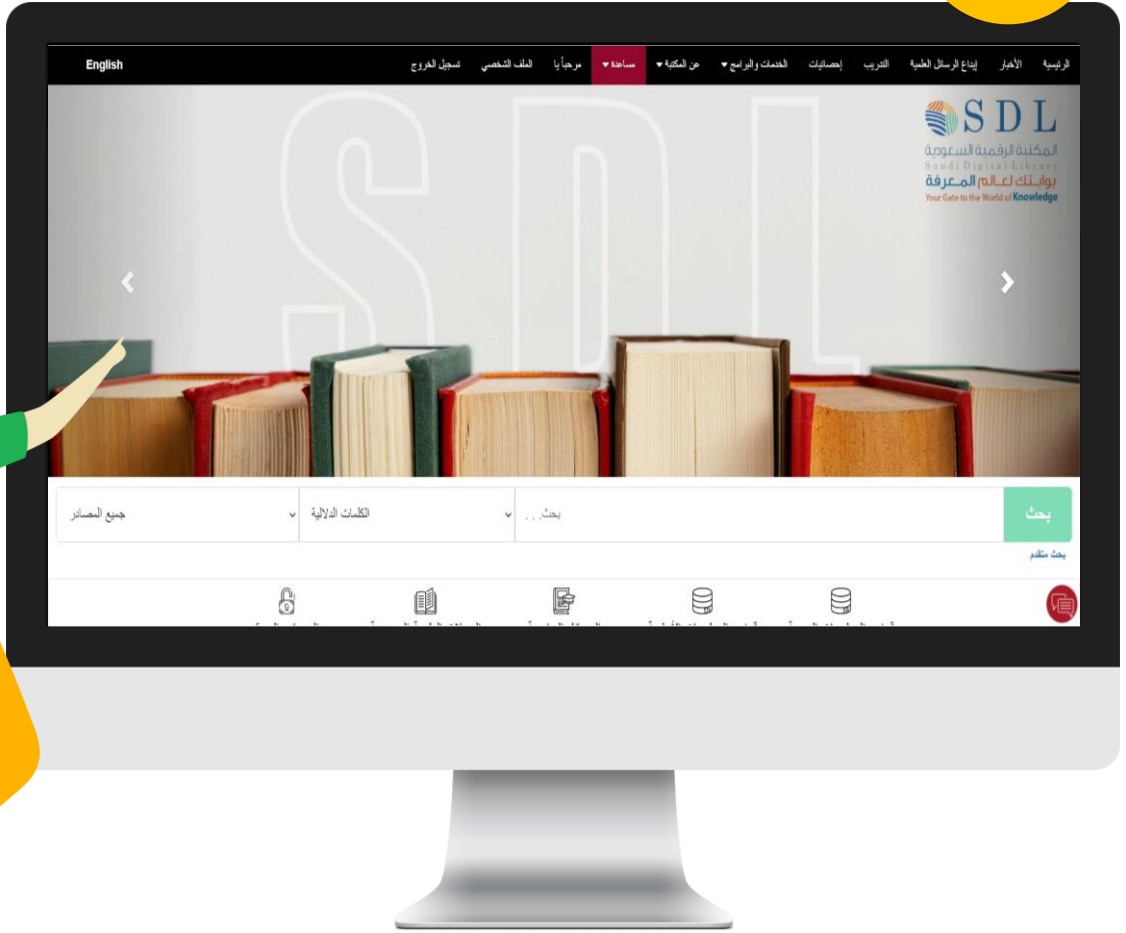 الرئيسية الأخبار إيداع الرسائل العلمية التدريب إحصائيات الخدمات والبرامج عن المكتبة مساعدة مرحباً يا الملف الشخصي تسجيل الخروج English
SDL
المكتبة الرقمية السعودية
Saudi Digital Library
بوابتك لعالم المعرفة
Your Gate to the World of Knowledge
SDL
بحث بحث... الكلمات الدلالية جميع المصادر
بحث متقدم